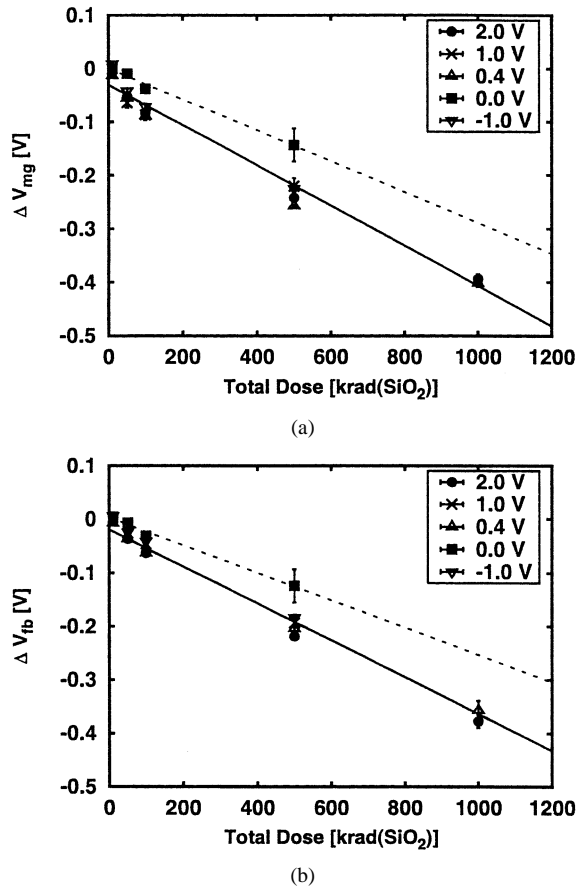 0.1
0
-0.1
-0.2
-0.3
-0.4
-0.5
Δ V_mg [V]
2.0 V
1.0 V
0.4 V
0.0 V
-1.0 V
0 200 400 600 800 1000 1200
Total Dose [krad(SiO₂)]
(a)
0.1
0
-0.1
-0.2
-0.3
-0.4
-0.5
Δ V_fb [V]
2.0 V
1.0 V
0.4 V
0.0 V
-1.0 V
0 200 400 600 800 1000 1200
Total Dose [krad(SiO₂)]
(b)